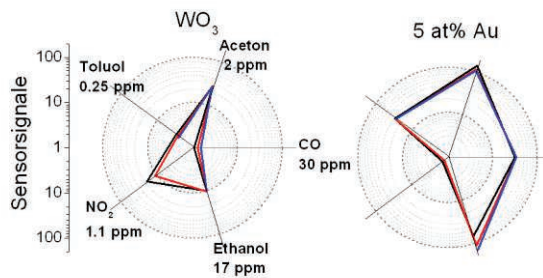 WO3
5 at% Au
Sensorsignale
100
10
1
10
100
Aceton
2 ppm
Toluol
0.25 ppm
CO
30 ppm
NO2
1.1 ppm
Ethanol
17 ppm